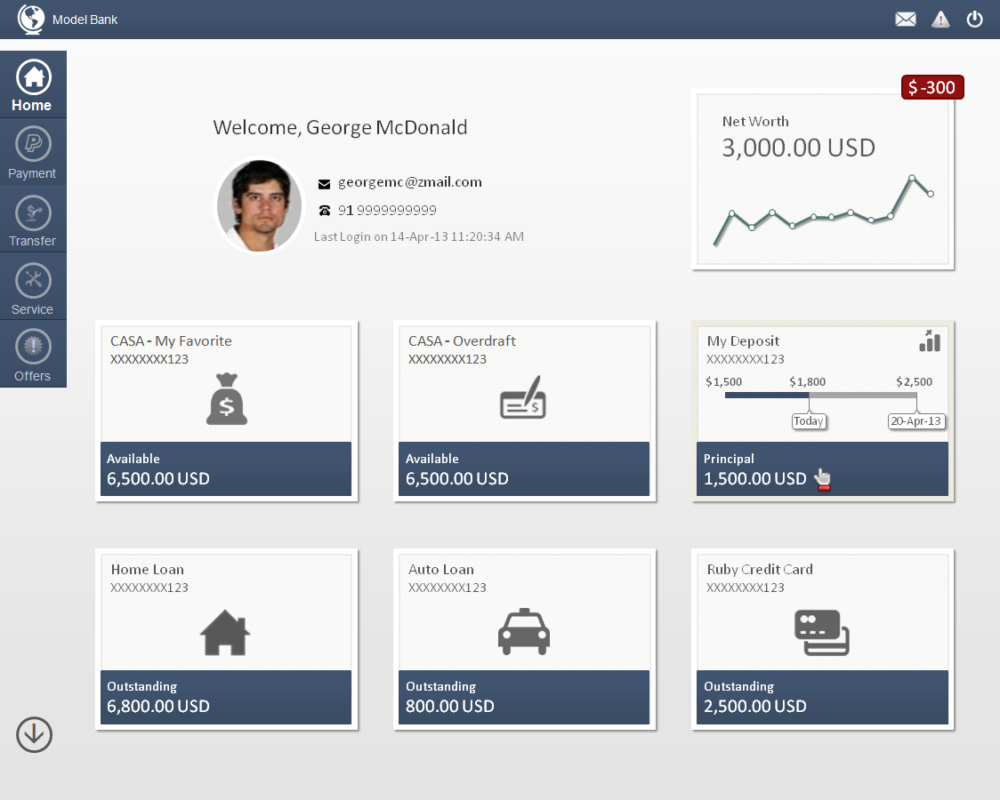 Model Bank
Home
Payment
Transfer
Service
Offers
Welcome, George McDonald
georgemc@zmail.com
91 9999999999
Last Login on 14-Apr-13 11:20:34 AM
$ -300
Net Worth
3,000.00 USD
CASA - My Favorite
XXXXXXXX123
$
Available
6,500.00 USD
CASA - Overdraft
XXXXXXXX123
$
Available
6,500.00 USD
My Deposit
XXXXXXXX123
$1,500 $1,800 $2,500
Today 20-Apr-13
Principal
1,500.00 USD
Home Loan
XXXXXXXX123
Outstanding
6,800.00 USD
Auto Loan
XXXXXXXX123
Outstanding
800.00 USD
Ruby Credit Card
XXXXXXXX123
Outstanding
2,500.00 USD